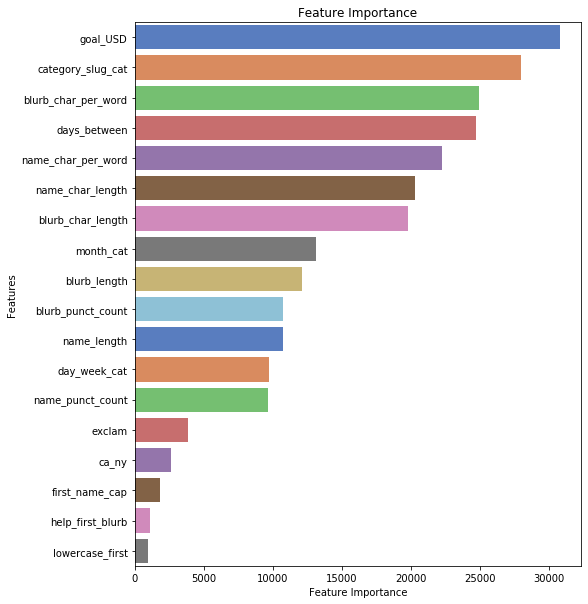 Feature Importance
goal_USD
category_slug_cat
blurb_char_per_word
days_between
name_char_per_word
name_char_length
blurb_char_length
month_cat
blurb_length
blurb_punct_count
name_length
day_week_cat
name_punct_count
exclam
ca_ny
first_name_cap
help_first_blurb
lowercase_first
Features
0 5000 10000 15000 20000 25000 30000
Feature Importance